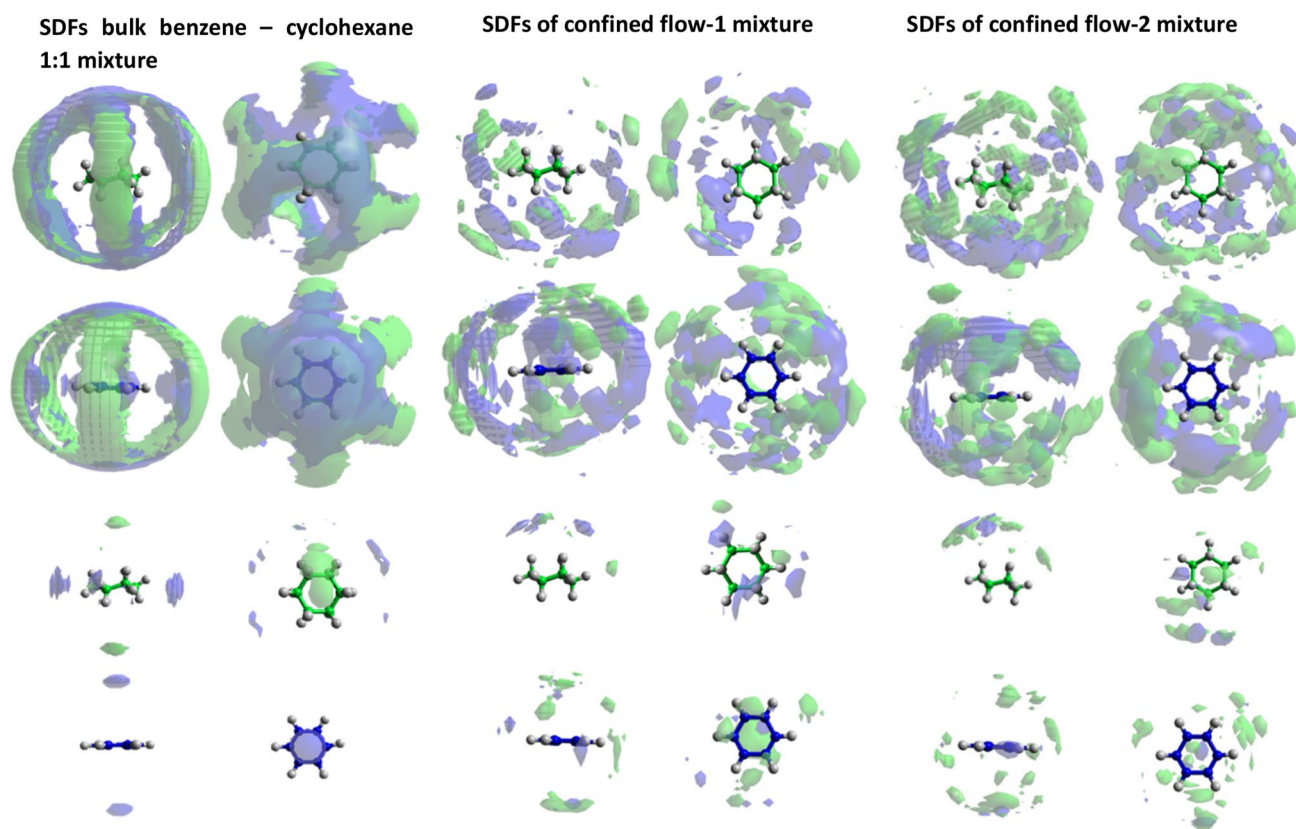 SDFs bulk benzene – cyclohexane
1:1 mixture
SDFs of confined flow-1 mixture
SDFs of confined flow-2 mixture